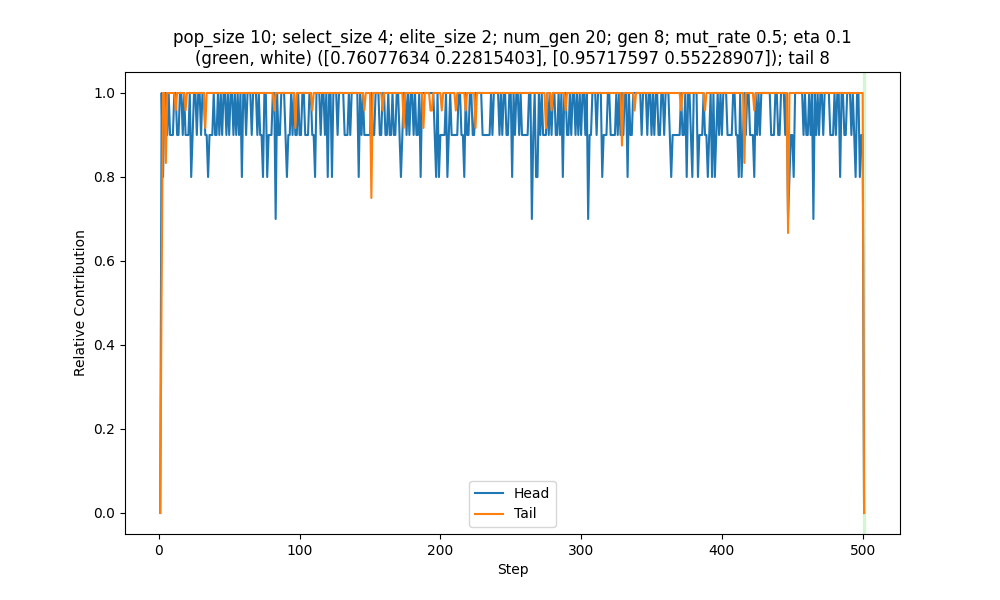 pop_size 10; select_size 4; elite_size 2; num_gen 20; gen 8; mut_rate 0.5; eta 0.1
(green, white) ([0.76077634 0.22815403], [0.95717597 0.55228907]); tail 8
1.0
0.8
0.6
0.4
0.2
0.0
Relative Contribution
Head
Tail
0
100
200
300
400
500
Step